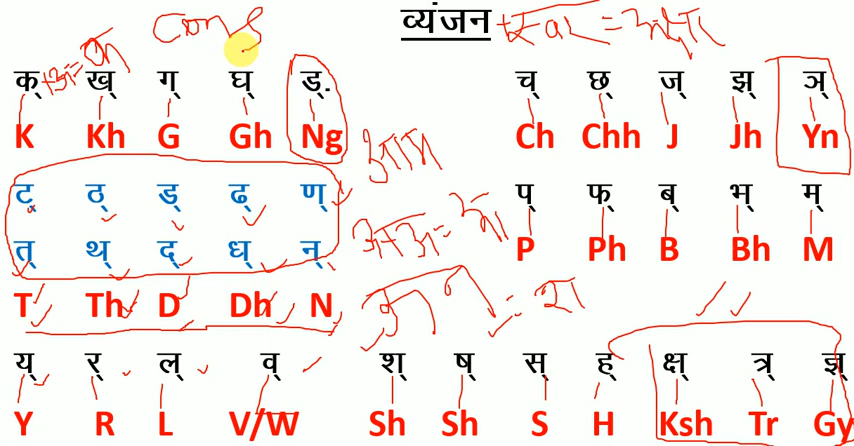 व्यंजन
क् ख् ग् घ् ङ्. च् छ् ज् झ् ञ्
K Kh G Gh Ng Ch Chh J Jh Yn
ट् ठ् ड् ढ् ण् प् फ् ब् भ् म्
त् थ् द् ध् न् P Ph B Bh M
T Th D Dh N
य् र् ल् व् श् ष् स् ह् क्ष् त्र् ज्ञ्
Y R L V/W Sh Sh S H Ksh Tr Gy